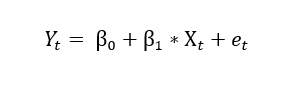 Yₜ = β₀ + β₁ * Xₜ + eₜ